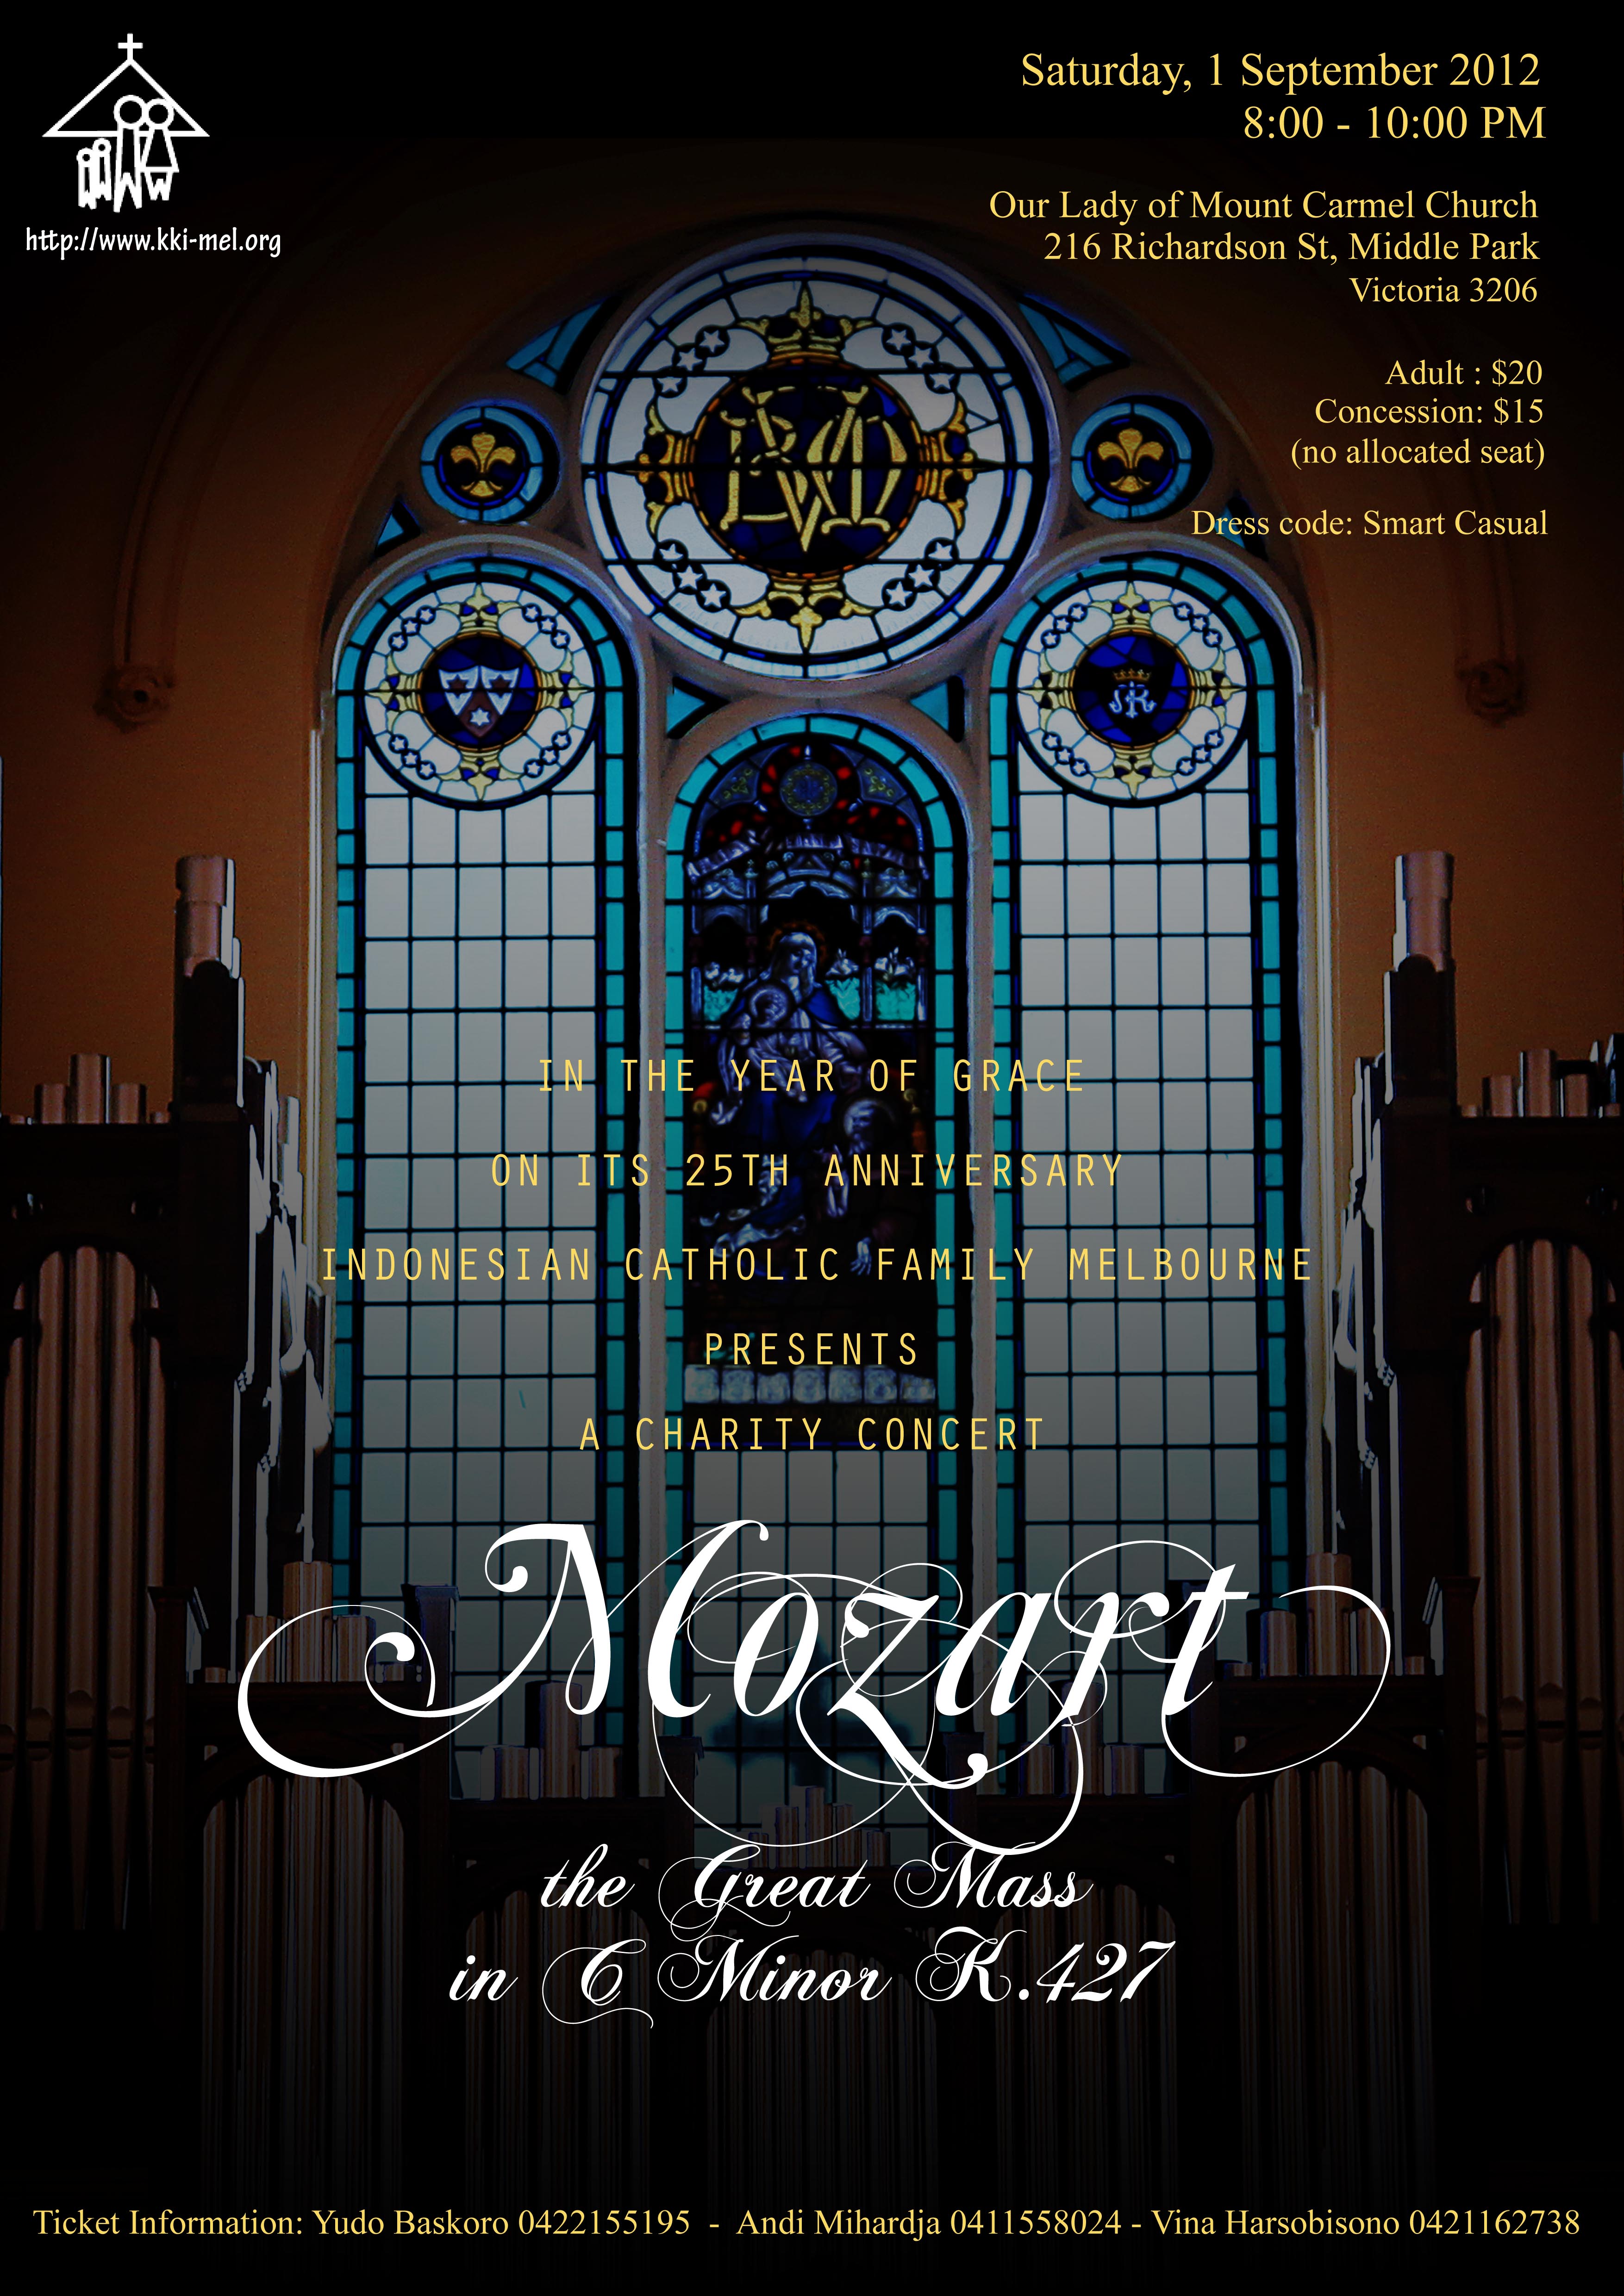 http://www.kki-mel.org
Saturday, 1 September 2012
8:00 - 10:00 PM
Our Lady of Mount Carmel Church
216 Richardson St, Middle Park
Victoria 3206
Adult : $20
Concession: $15
(no allocated seat)
Dress code: Smart Casual
IN THE YEAR OF GRACE
ON ITS 25TH ANNIVERSARY
INDONESIAN CATHOLIC FAMILY MELBOURNE
PRESENTS
A CHARITY CONCERT
Mozart
the Great Mass
in C Minor K.427
Ticket Information: Yudo Baskoro 0422155195 - Andi Mihardja 0411558024 - Vina Harsobisono 0421162738